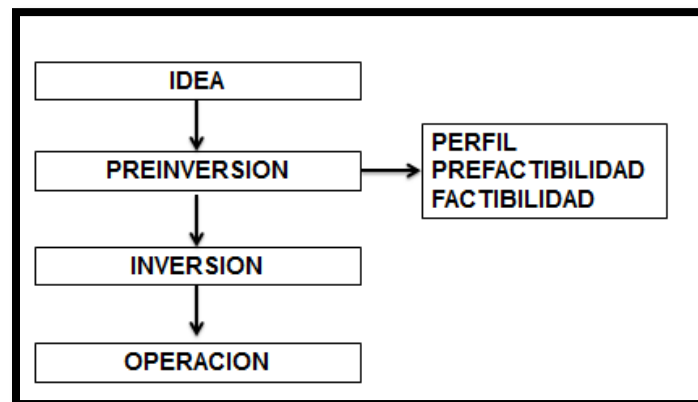 IDEA
PREINVERSION
PERFIL
PREFACTIBILIDAD
FACTIBILIDAD
INVERSION
OPERACION